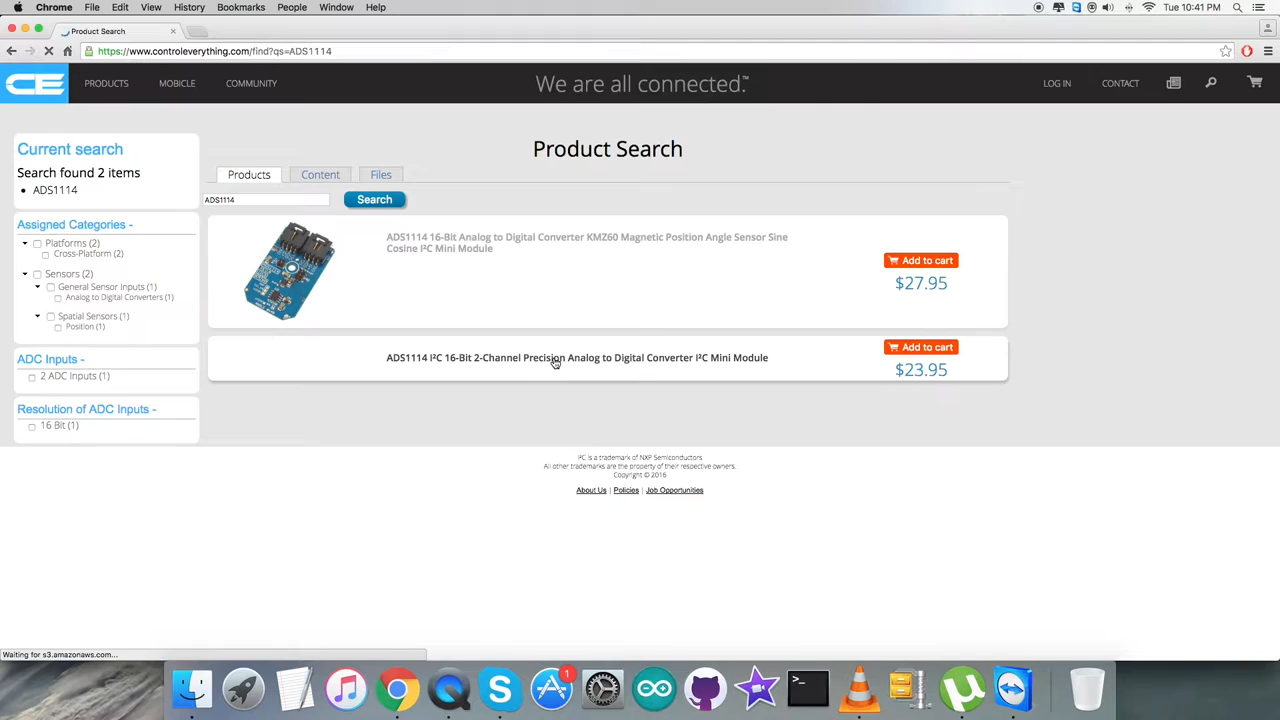 Chrome File Edit View History Bookmarks People Window Help
Tue 10:41 PM
Product Search
https://www.controleverything.com/find?qs=ADS1114
CE
PRODUCTS
MOBICLE
COMMUNITY
We are all connected.™
LOG IN
CONTACT
Current search
Search found 2 items
ADS1114
Assigned Categories -
Platforms (2)
Cross-Platform (2)
Sensors (2)
General Sensor inputs (1)
Analog to Digital Converters (1)
Spatial Sensors (1)
Position (1)
ADC Inputs -
2 ADC Inputs (1)
Resolution of ADC Inputs -
16 Bit (1)
Product Search
Products
Content
Files
ADS1114
Search
ADS1114 16-Bit Analog to Digital Converter KMZ60 Magnetic Position Angle Sensor Sine
Cosine I²C Mini Module
Add to cart
$27.95
ADS1114 I²C 16-Bit 2-Channel Precision Analog to Digital Converter I²C Mini Module
Add to cart
$23.95
I²C is a trademark of NXP Semiconductors.
All other trademarks are the property of their respective owners.
Copyright © 2016
About Us | Policies | Job Opportunities
Waiting for s3.amazonaws.com...
1